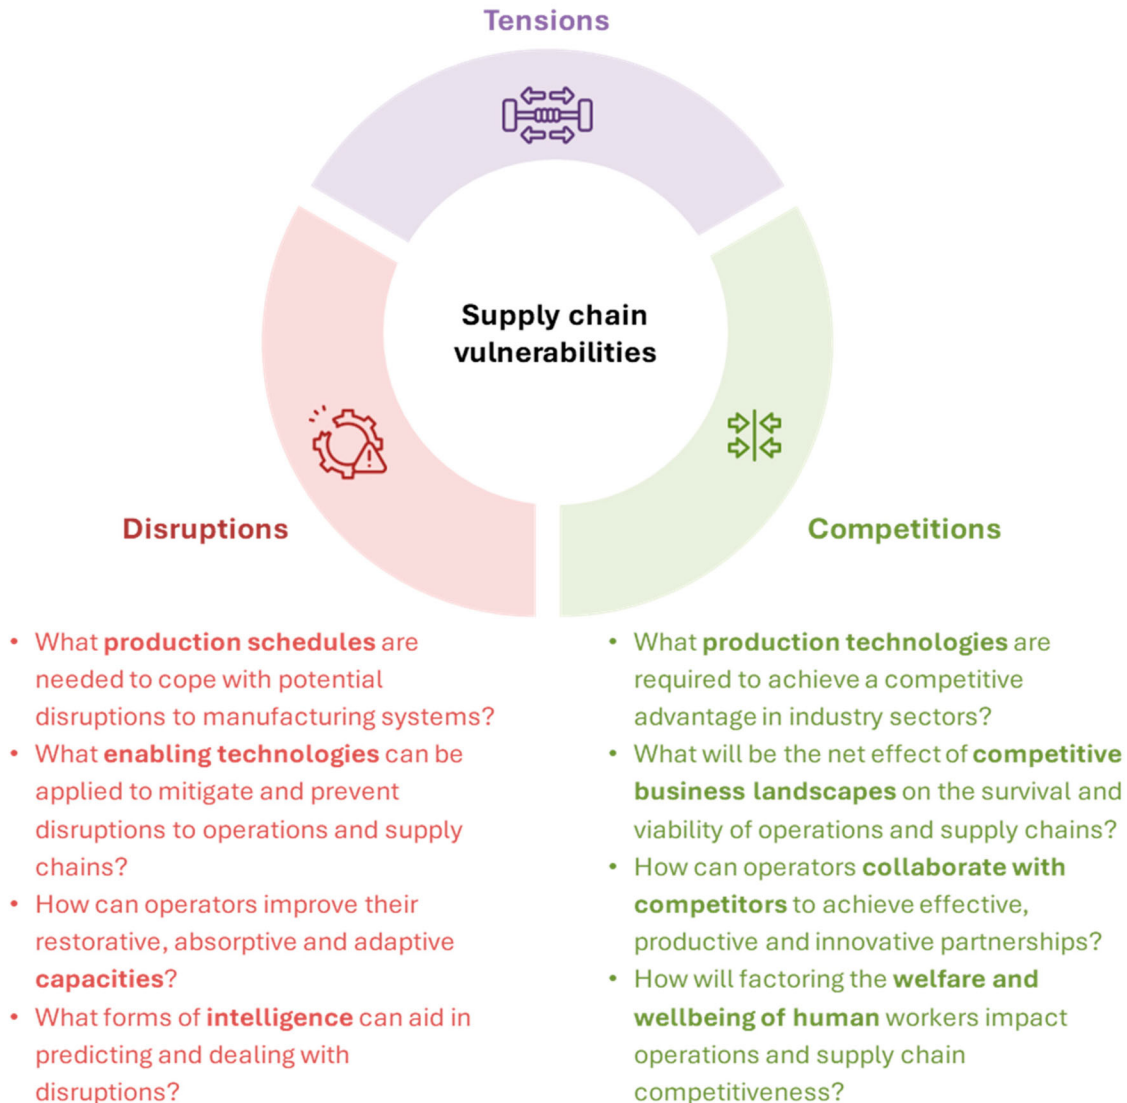 Tensions
Supply chain
vulnerabilities
Disruptions
Competitions
• What production schedules are
needed to cope with potential
disruptions to manufacturing systems?
• What enabling technologies can be
applied to mitigate and prevent
disruptions to operations and supply
chains?
• How can operators improve their
restorative, absorptive and adaptive
capacities?
• What forms of intelligence can aid in
predicting and dealing with
disruptions?
• What production technologies are
required to achieve a competitive
advantage in industry sectors?
• What will be the net effect of competitive
business landscapes on the survival and
viability of operations and supply chains?
• How can operators collaborate with
competitors to achieve effective,
productive and innovative partnerships?
• How will factoring the welfare and
wellbeing of human workers impact
operations and supply chain
competitiveness?